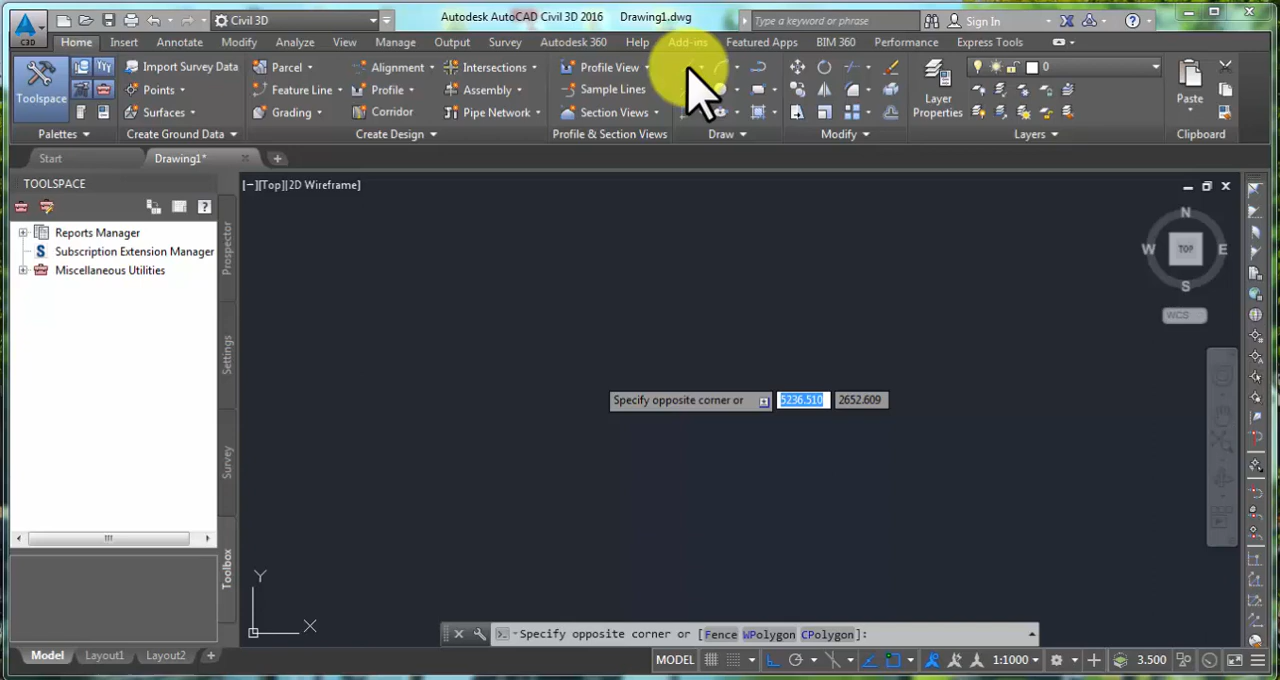 Civil 3D
Autodesk AutoCAD Civil 3D 2016 Drawing1.dwg
Type a keyword or phrase
Sign In
C3D
Home Insert Annotate Modify Analyze View Manage Output Survey Autodesk 360 Help Add-ins Featured Apps BIM 360 Performance Express Tools
Toolspace
Import Survey Data
Points
Surfaces
Parcel
Feature Line
Grading
Alignment
Profile
Corridor
Intersections
Assembly
Pipe Network
Profile View
Sample Lines
Section Views
Layer Properties
0
Paste
Palettes Create Ground Data Create Design Profile & Section Views Draw Modify Layers Clipboard
Start Drawing1*
TOOLSPACE
Reports Manager
Subscription Extension Manager
Miscellaneous Utilities
Prospector
Settings
Survey
Toolbox
[−][Top][2D Wireframe]
N
W TOP E
S
WCS
Specify opposite corner or 5236.510 2652.609
Y
X
Specify opposite corner or [Fence WPolygon CPolygon]:
Model Layout1 Layout2
MODEL 1:1000 3.500